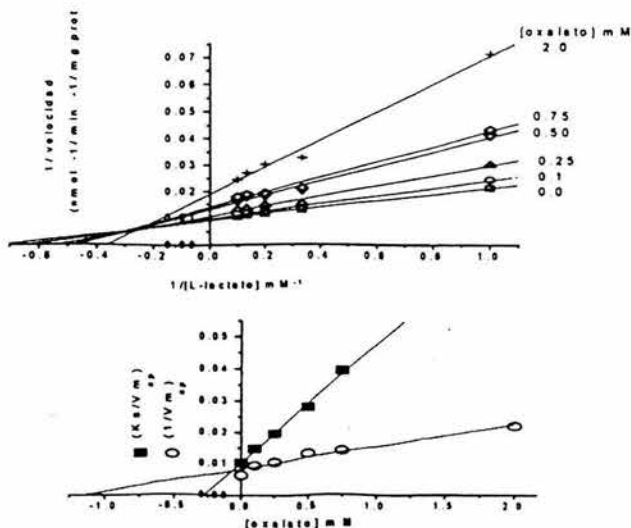 [oxalato] mM
2.0
0.07
0.06
0.05
0.04
0.03
0.02
0.01
0.00
0.75
0.50
0.25
0.1
0.0
1/velocidad
(nmol -1/min -1/mg prot
-0.6 -0.4 -0.2 0.0 0.2 0.4 0.6 0.8 1.0
1/[L-lactato] mM⁻¹
0.05
0.04
0.03
0.02
0.01
0.00
■ (Ks/Vm)ap
○ (1/Vm)ap
-1.0 -0.5 0.0 0.5 1.0 1.5 2.0
[oxalato] mM